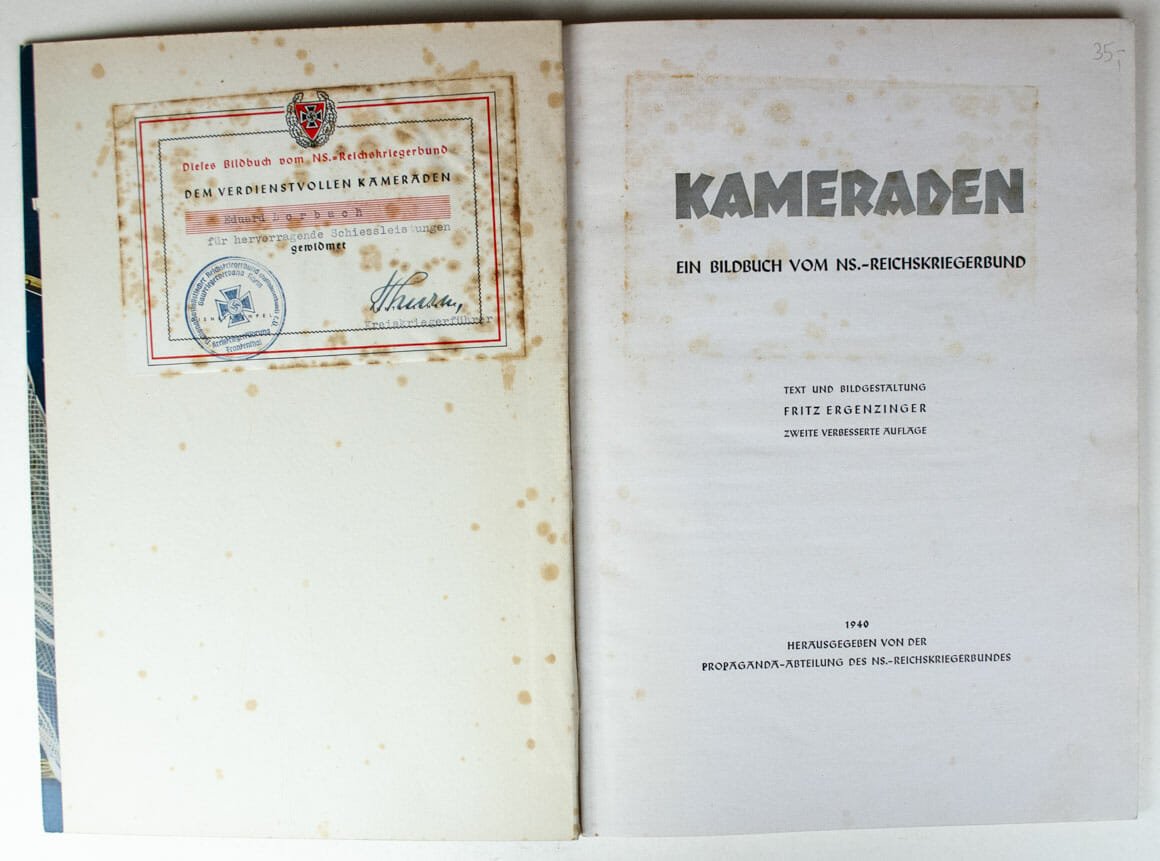 Dieses Bildbuch vom NS.-Reichskriegerbund
DEM VERDIENSTVOLLEN KAMERADEN
Eduard Dorbach
für hervorragende Schiessleistungen
gewidmet
Kreiskriegerführer
Kreiskriegerführung
Frankenthal
35,-
KAMERADEN
EIN BILDBUCH VOM NS.-REICHSKRIEGERBUND
TEXT UND BILDGESTALTUNG
FRITZ ERGENZINGER
ZWEITE VERBESSERTE AUFLAGE
1940
HERAUSGEGEBEN VON DER
PROPAGANDA-ABTEILUNG DES NS.-REICHSKRIEGERBUNDES